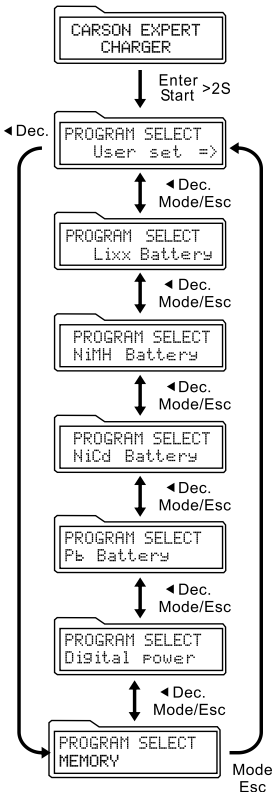 CARSON EXPERT
CHARGER
Enter
Start >2S
◄ Dec.
PROGRAM SELECT
User set =>
◄ Dec.
Mode/Esc
PROGRAM SELECT
Lixx Battery
◄ Dec.
Mode/Esc
PROGRAM SELECT
NiMH Battery
◄ Dec.
Mode/Esc
PROGRAM SELECT
NiCd Battery
◄ Dec.
Mode/Esc
PROGRAM SELECT
Pb Battery
◄ Dec.
Mode/Esc
PROGRAM SELECT
Digital power
◄ Dec.
Mode/Esc
PROGRAM SELECT
MEMORY
Mode
Esc